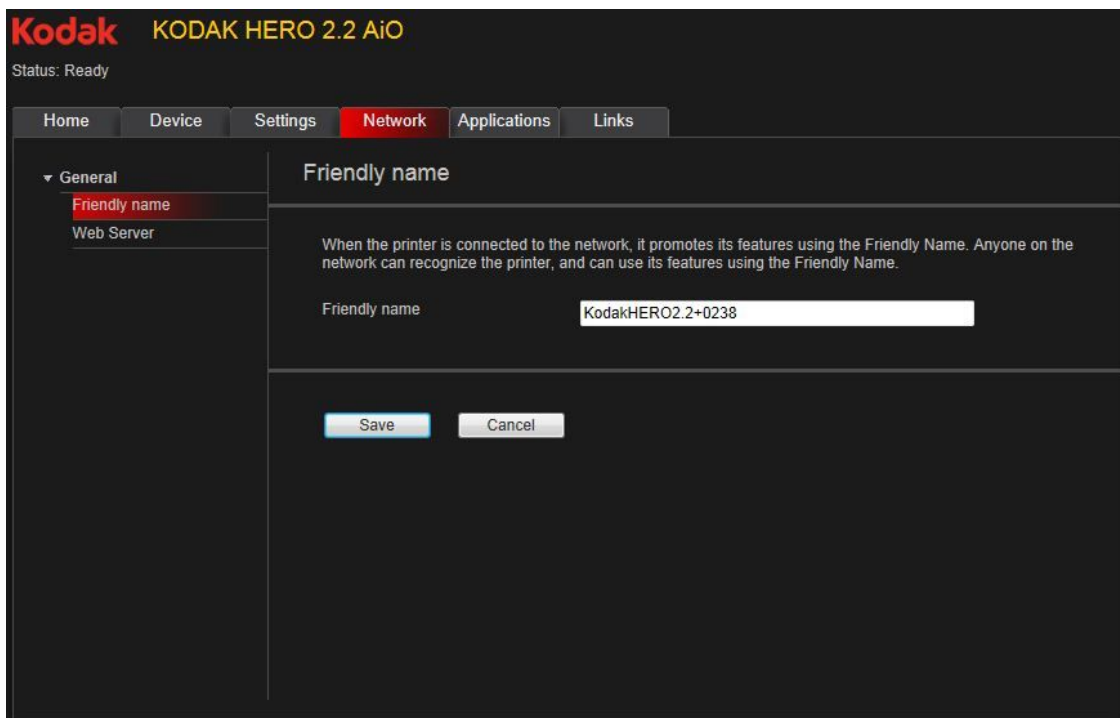 Kodak KODAK HERO 2.2 AiO
Status: Ready
Home Device Settings Network Applications Links
General
Friendly name
Web Server
Friendly name
When the printer is connected to the network, it promotes its features using the Friendly Name. Anyone on the
network can recognize the printer, and can use its features using the Friendly Name.
Friendly name KodakHERO2.2+0238
Save Cancel